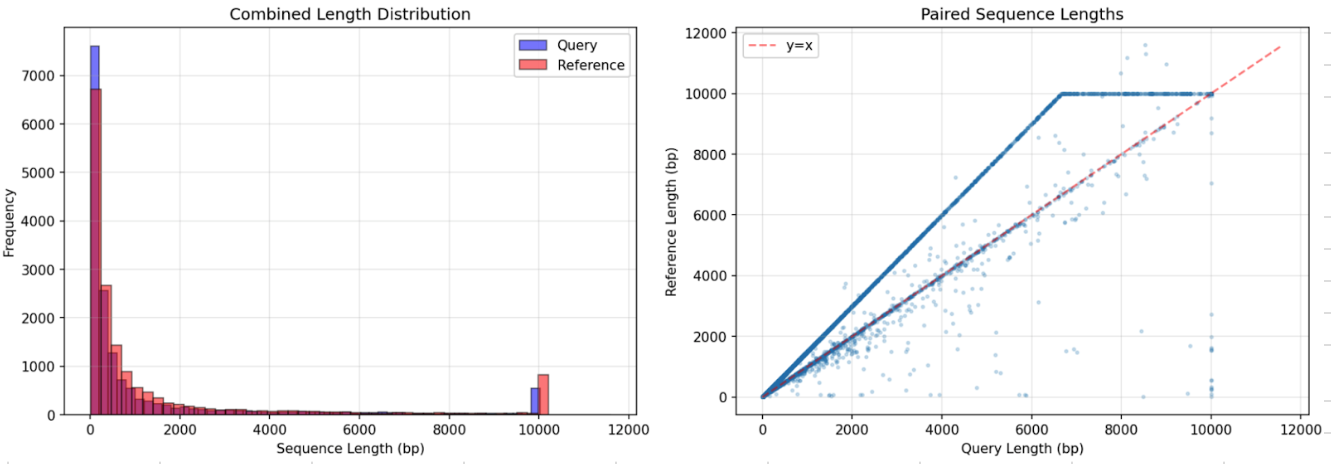 Combined Length Distribution
Query
Reference
7000
6000
5000
4000
3000
2000
1000
0
Frequency
0 2000 4000 6000 8000 10000 12000
Sequence Length (bp)
Paired Sequence Lengths
y=x
12000
10000
8000
6000
4000
2000
0
Reference Length (bp)
0 2000 4000 6000 8000 10000 12000
Query Length (bp)